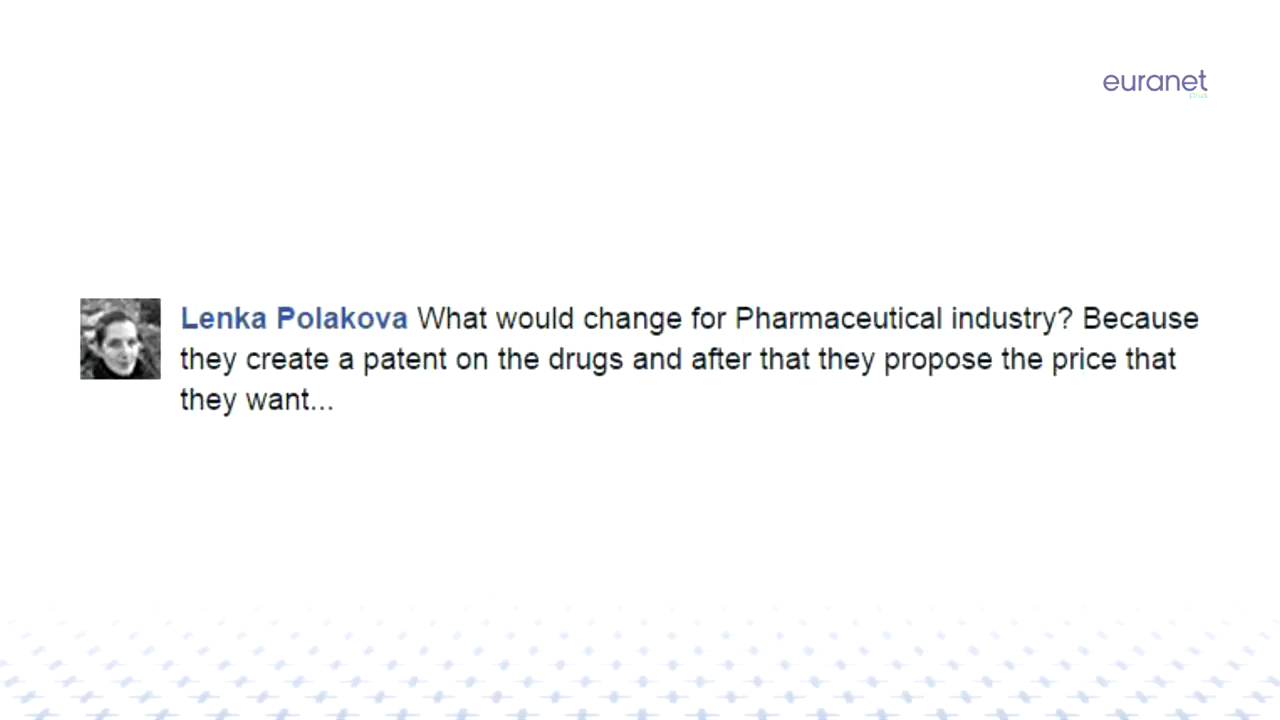 euranet
plus
Lenka Polakova What would change for Pharmaceutical industry? Because
they create a patent on the drugs and after that they propose the price that
they want...